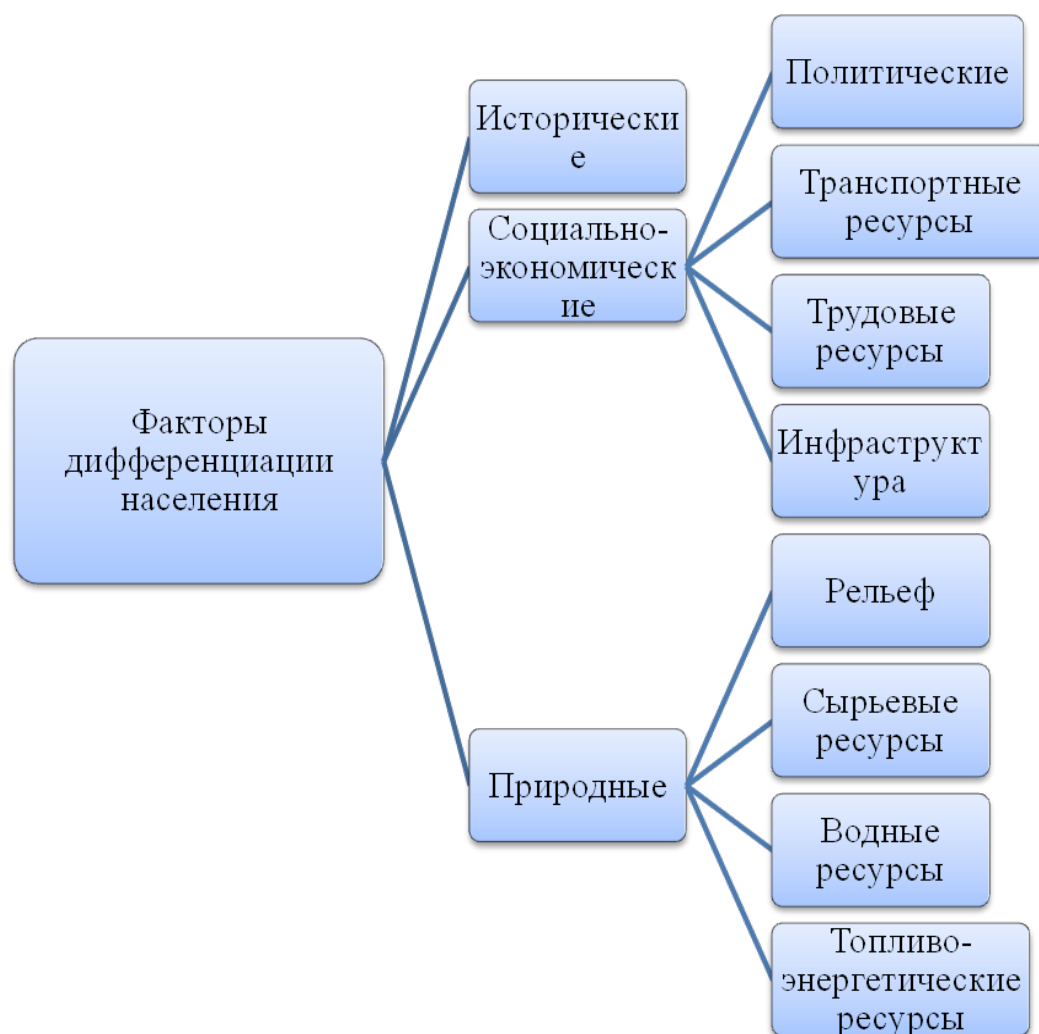 Факторы
дифференциации
населения
Исторически
е
Социально-
экономическ
ие
Политические
Транспортные
ресурсы
Трудовые
ресурсы
Инфраструкт
ура
Природные
Рельеф
Сырьевые
ресурсы
Водные
ресурсы
Топливо-
энергетические
ресурсы